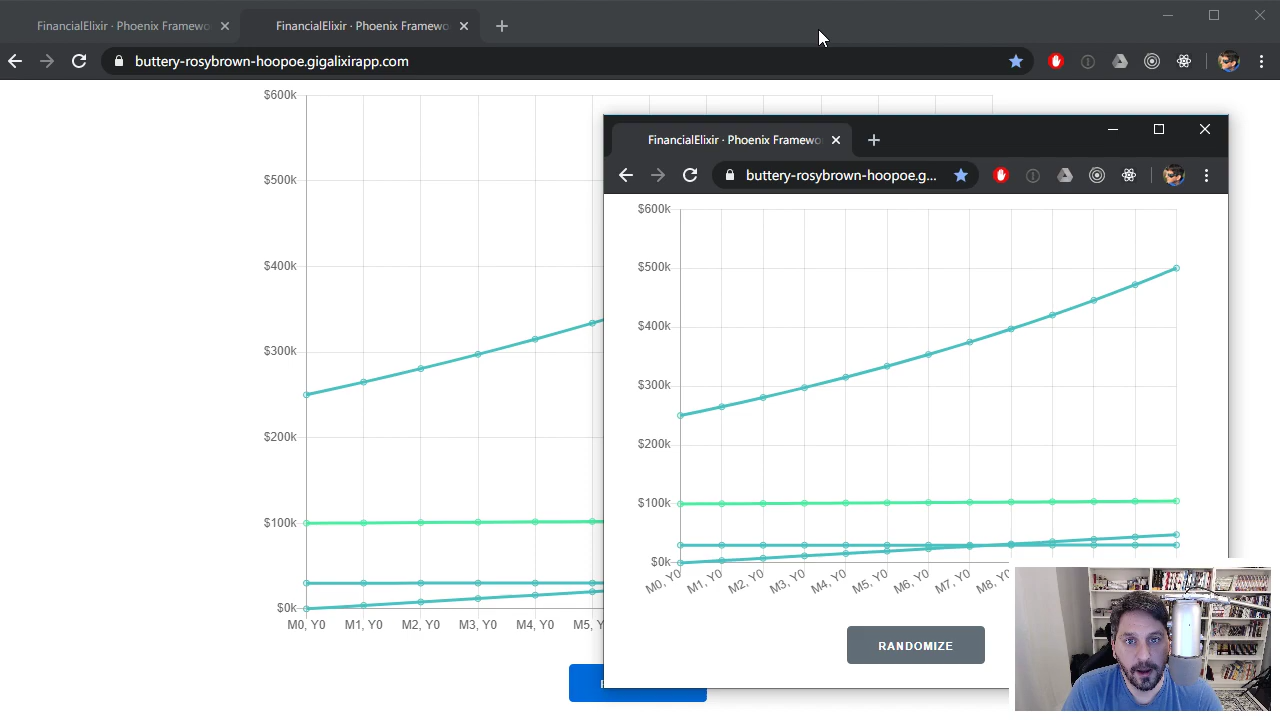 FinancialElixir · Phoenix Framewo
FinancialElixir · Phoenix Framewo
buttery-rosybrown-hoopoe.gigalixirapp.com
$600k
$500k
$400k
$300k
$200k
$100k
$0k
M0, Y0
M1, Y0
M2, Y0
M3, Y0
M4, Y0
M5, Y
FinancialElixir · Phoenix Framewo
buttery-rosybrown-hoopoe.g...
$600k
$500k
$400k
$300k
$200k
$100k
$0k
M0, Y0
M1, Y0
M2, Y0
M3, Y0
M4, Y0
M5, Y0
M6, Y0
M7, Y0
M8, Y0
RANDOMIZE